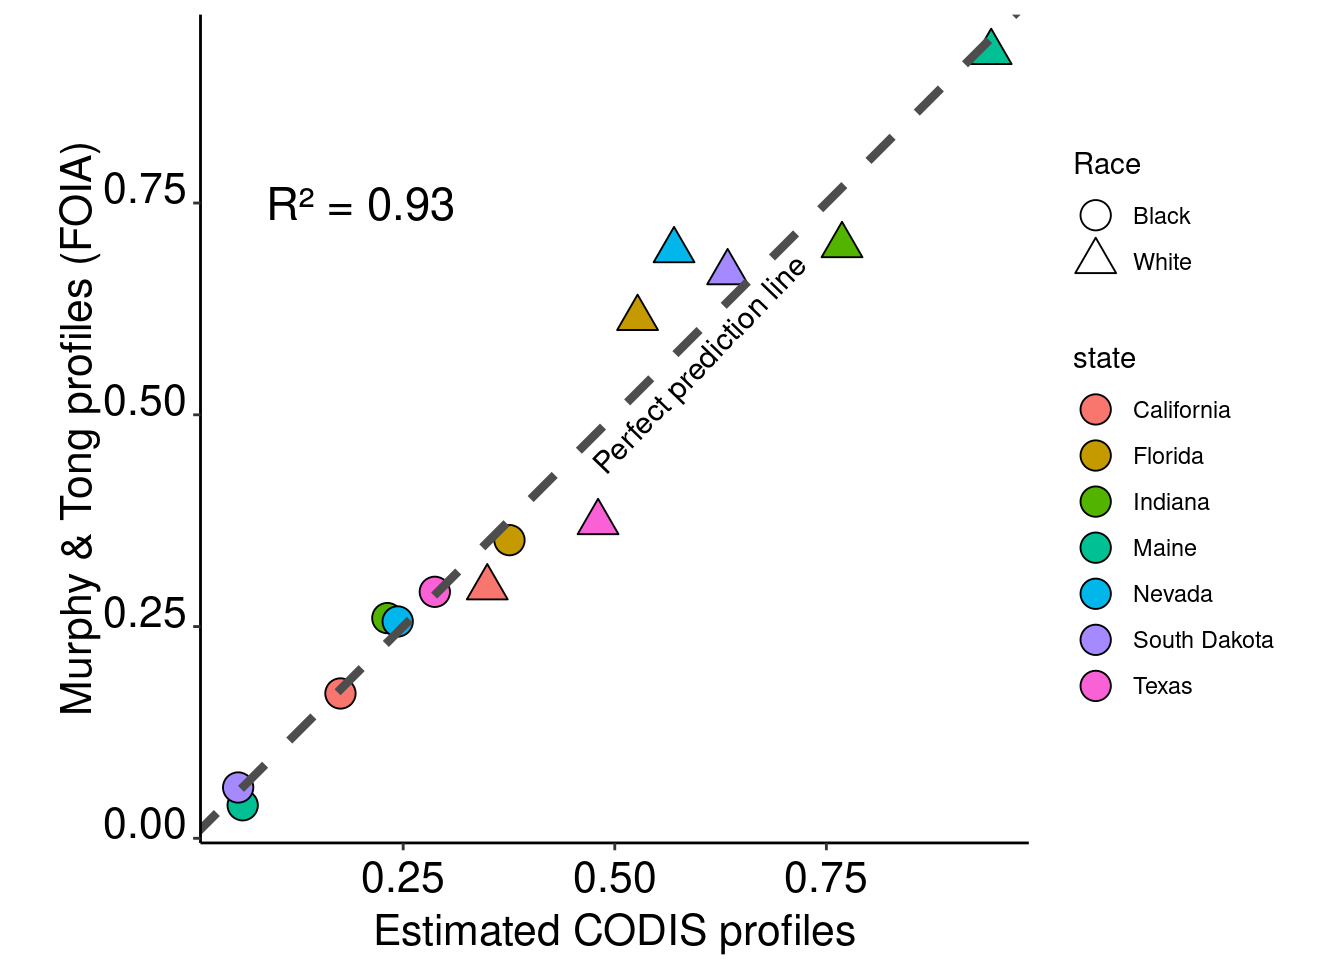 Murphy & Tong profiles (FOIA)
0.75
0.50
0.25
0.00
R² = 0.93
Perfect prediction line
0.25 0.50 0.75
Estimated CODIS profiles
Race
Black
White
state
California
Florida
Indiana
Maine
Nevada
South Dakota
Texas